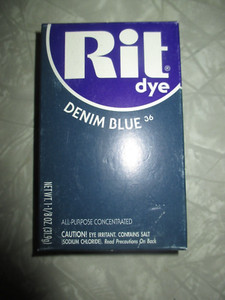 Rit®
dye
DENIM BLUE 36
NET WT. 1-1/8 OZ. (31.9g)
ALL-PURPOSE CONCENTRATED
CAUTION! EYE IRRITANT. CONTAINS SALT
(SODIUM CHLORIDE). Read Precautions On Back.